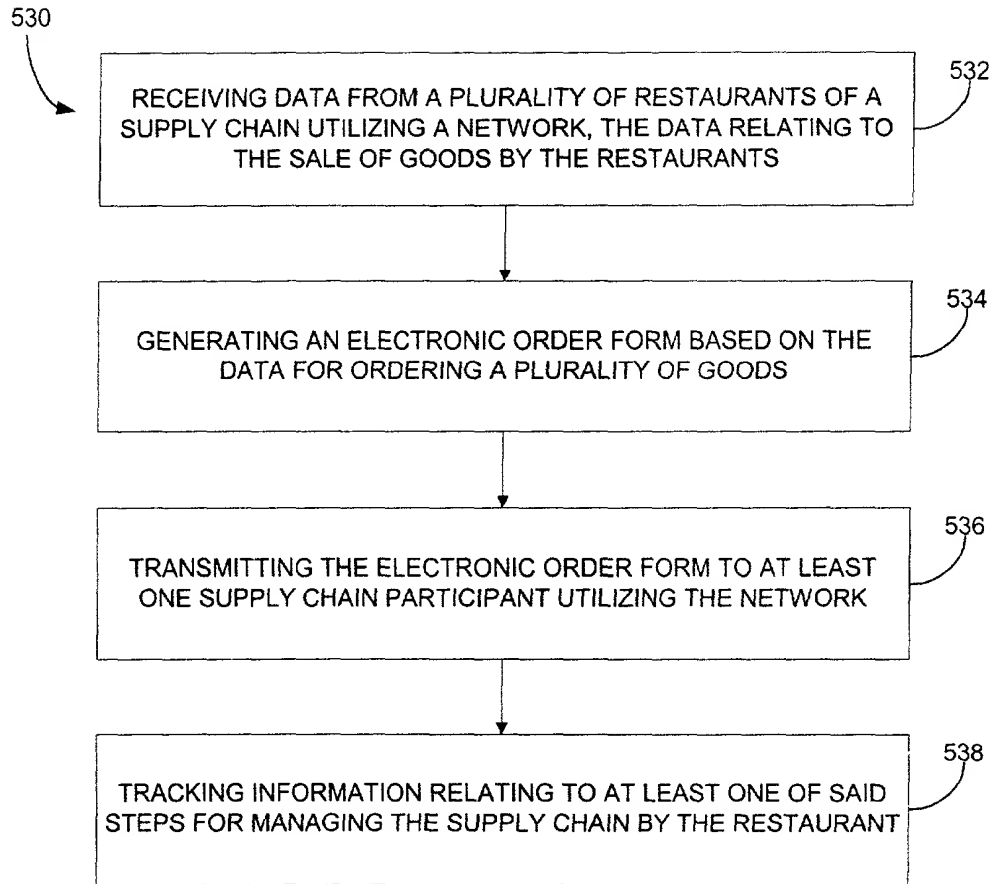 530
532
RECEIVING DATA FROM A PLURALITY OF RESTAURANTS OF A
SUPPLY CHAIN UTILIZING A NETWORK, THE DATA RELATING TO
THE SALE OF GOODS BY THE RESTAURANTS
534
GENERATING AN ELECTRONIC ORDER FORM BASED ON THE
DATA FOR ORDERING A PLURALITY OF GOODS
536
TRANSMITTING THE ELECTRONIC ORDER FORM TO AT LEAST
ONE SUPPLY CHAIN PARTICIPANT UTILIZING THE NETWORK
538
TRACKING INFORMATION RELATING TO AT LEAST ONE OF SAID
STEPS FOR MANAGING THE SUPPLY CHAIN BY THE RESTAURANT